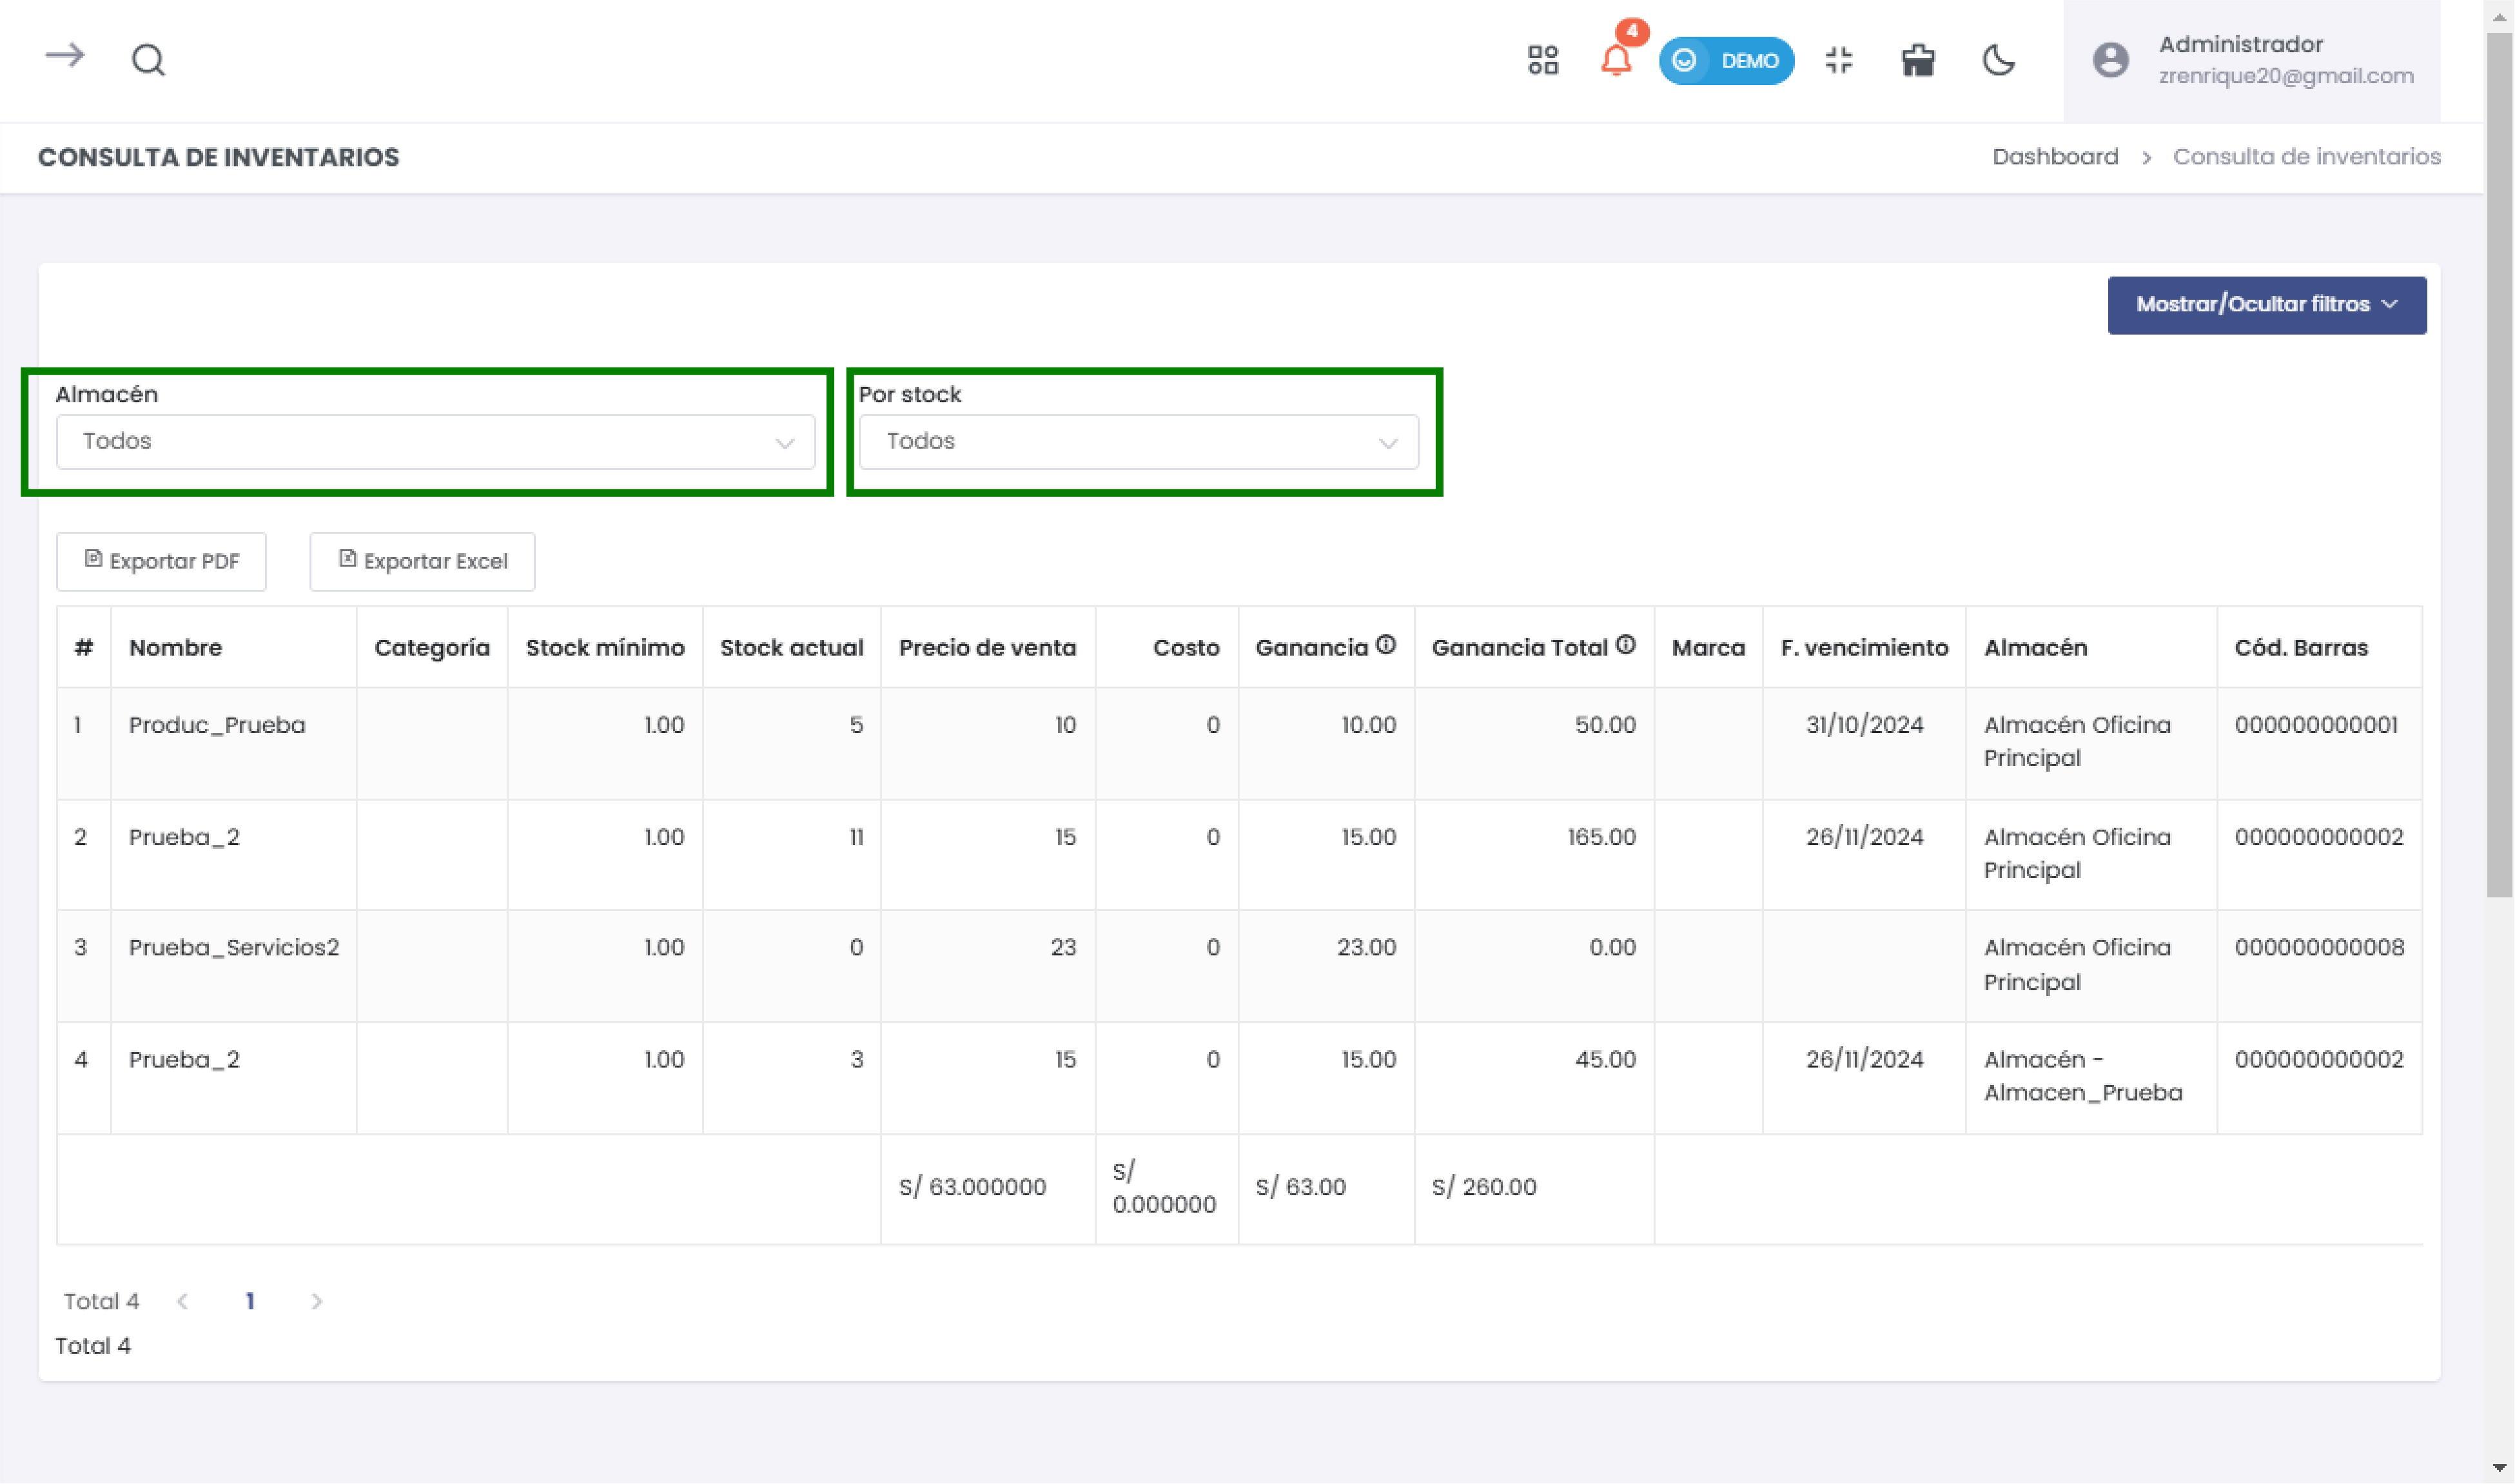 4
DEMO
Administrador
zrenrique20@gmail.com
CONSULTA DE INVENTARIOS
Dashboard > Consulta de inventarios
Mostrar/Ocultar filtros
Almacén
Por stock
Todos
Todos
Exportar PDF
Exportar Excel
# Nombre Categoría Stock mínimo Stock actual Precio de venta Costo Ganancia Ganancia Total Marca F. vencimiento Almacén Cód. Barras
1 Produc_Prueba 1.00 5 10 0 10.00 50.00 31/10/2024 Almacén Oficina 000000000001
Principal
2 Prueba_2 1.00 11 15 0 15.00 165.00 26/11/2024 Almacén Oficina 000000000002
Principal
3 Prueba_Servicios2 1.00 0 23 0 23.00 0.00 Almacén Oficina 000000000008
Principal
4 Prueba_2 1.00 3 15 0 15.00 45.00 26/11/2024 Almacén - 000000000002
Almacen_Prueba
S/ 63.000000 S/ 0.000000 S/ 63.00 S/ 260.00
Total 4 < 1 >
Total 4